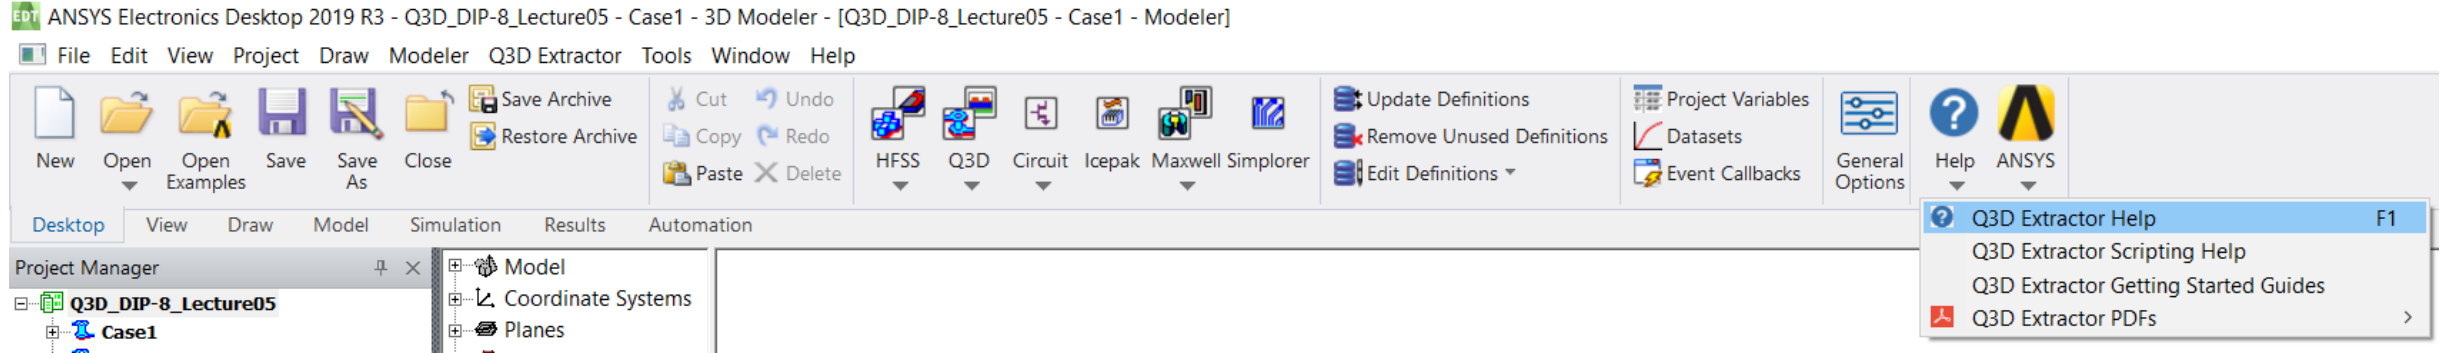 EDT ANSYS Electronics Desktop 2019 R3 - Q3D_DIP-8_Lecture05 - Case1 - 3D Modeler - [Q3D_DIP-8_Lecture05 - Case1 - Modeler]
File Edit View Project Draw Modeler Q3D Extractor Tools Window Help
New
Open
Open Examples
Save
Save As
Close
Save Archive
Restore Archive
Cut
Copy
Paste
Undo
Redo
Delete
HFSS
Q3D
Circuit
Icepak
Maxwell
Simplorer
Update Definitions
Remove Unused Definitions
Edit Definitions
Project Variables
Datasets
Event Callbacks
General Options
Help
ANSYS
Desktop View Draw Model Simulation Results Automation
Q3D Extractor Help F1
Q3D Extractor Scripting Help
Q3D Extractor Getting Started Guides
Q3D Extractor PDFs
Project Manager
Q3D_DIP-8_Lecture05
Case1
Model
Coordinate Systems
Planes